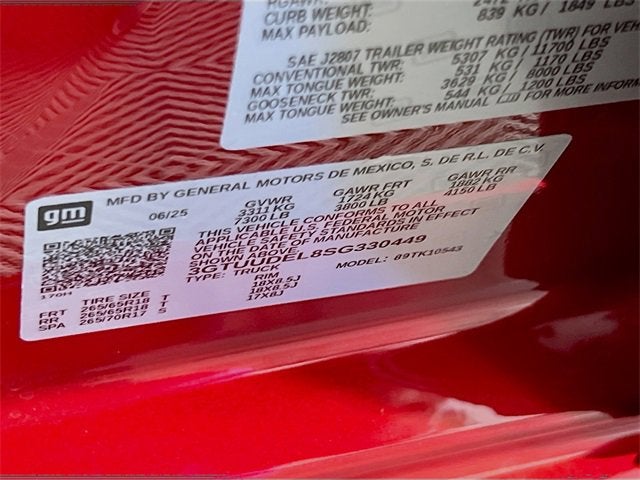 CURB WEIGHT:
MAX PAYLOAD: 839 KG/ 1849 LBS
SAE J2807 TRAILER WEIGHT RATING (TWR) FOR VEH
CONVENTIONAL TWR: 5307 KG/ 11700 LBS
MAX TONGUE WEIGHT: 531 KG/ 1170 LBS
GOOSENECK TWR: 3629 KG/ 8000 LBS
MAX TONGUE WEIGHT: 544 KG/ 1200 LBS
SEE OWNER'S MANUAL FOR MORE INFORM
gm
MFD BY GENERAL MOTORS DE MEXICO, S. DE R.L. DE C.V.
06/25 GVWR GAWR FRT GAWR RR
3311 KG 1724 KG 1882 KG
7300 LB 3800 LB 4150 LB
THIS VEHICLE CONFORMS TO ALL
APPLICABLE U.S. FEDERAL MOTOR
VEHICLE SAFETY STANDARDS IN EFFECT
ON THE DATE OF MANUFACTURE
3GTUUDEL8SG330449
TYPE: TRUCK MODEL: 89TK10543
170H
TIRE SIZE RIM
FRT 265/65R18 T 18X8.5J
RR 265/65R18 T 18X8.5J
SPA 265/70R17 S 17X8J